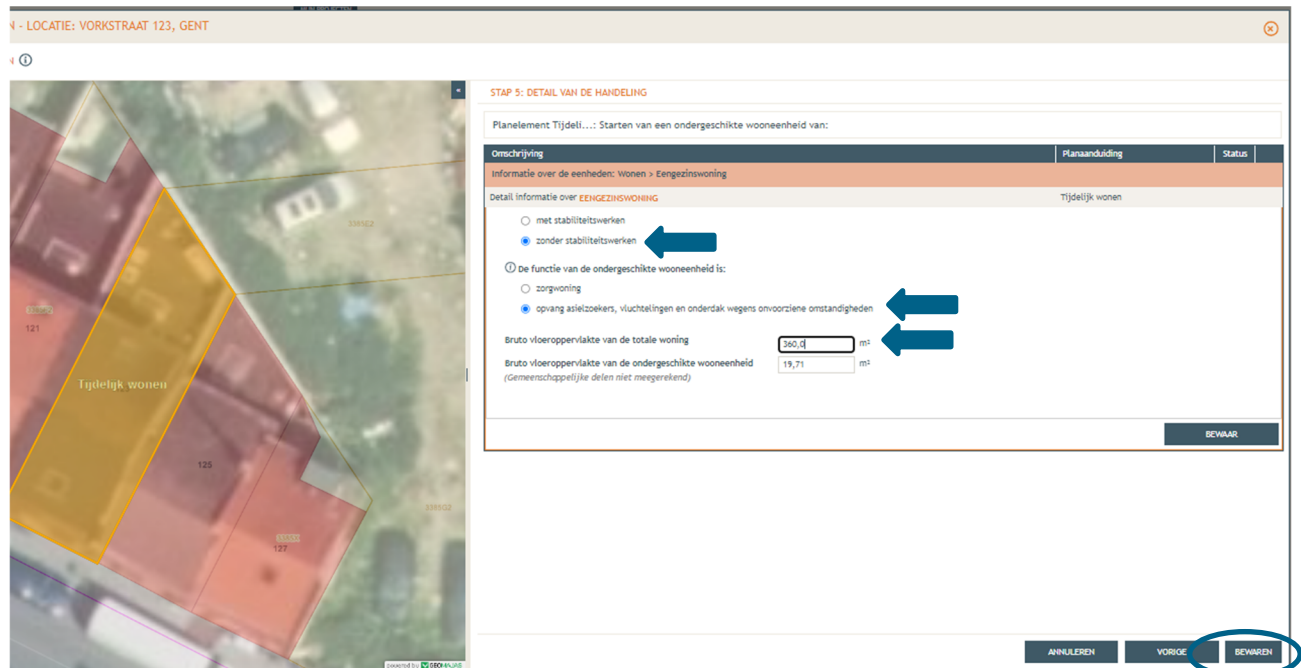 N - LOCATIE: VORKSTRAAT 123, GENT
STAP 5: DETAIL VAN DE HANDELING
Planelement Tijdeli...: Starten van een ondergeschikte wooneenheid van:
Omschrijving Planaanduiding Status
Informatie over de eenheden: Wonen > Eengezinswoning
Detail informatie over EENGEZINSWONING Tijdelijk wonen
met stabiliteitswerken
zonder stabiliteitswerken
De functie van de ondergeschikte wooneenheid is:
zorgwoning
opvang asielzoekers, vluchtelingen en onderdak wegens onvoorziene omstandigheden
Bruto vloeroppervlakte van de totale woning 360,0 m²
Bruto vloeroppervlakte van de ondergeschikte wooneenheid 19,71 m²
(Gemeenschappelijke delen niet meegerekend)
BEWAAR
121
Tijdelijk wonen
125
127
powered by GEOMAJAS
ANNULEREN VORIGE BEWAREN